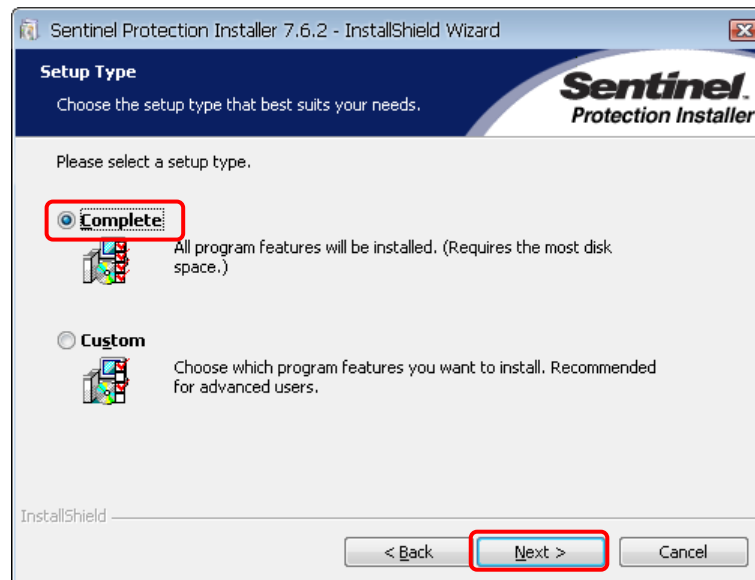 Sentinel Protection Installer 7.6.2 - InstallShield Wizard
Setup Type
Choose the setup type that best suits your needs.
Sentinel.
Protection Installer
Please select a setup type.
Complete
All program features will be installed. (Requires the most disk
space.)
Custom
Choose which program features you want to install. Recommended
for advanced users.
InstallShield
< Back
Next >
Cancel